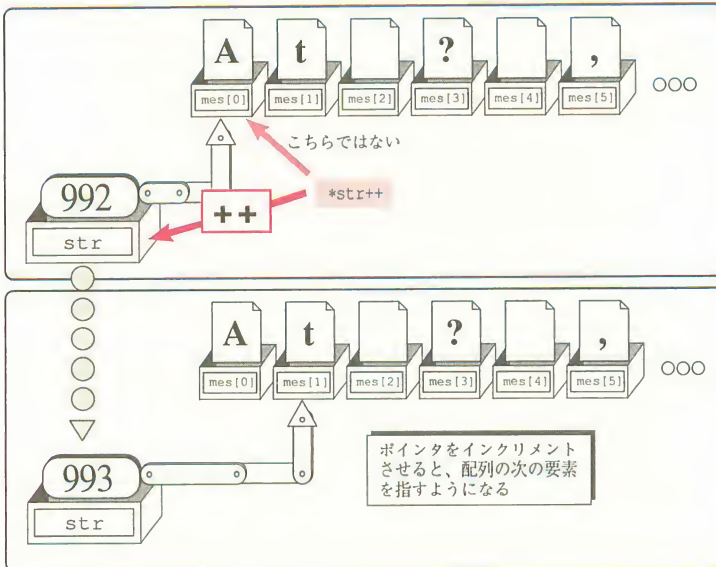 A t ? ,
mes[0] mes[1] mes[2] mes[3] mes[4] mes[5] ○○○
こちらではない
*str++
992
++
str
A t ? ,
mes[0] mes[1] mes[2] mes[3] mes[4] mes[5] ○○○
ポインタをインクリメント
させると、配列の次の要素
を指すようになる
993
str